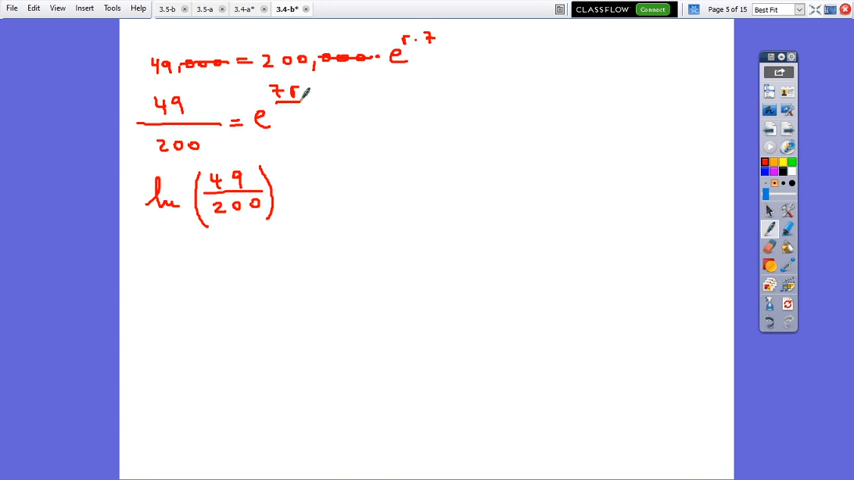 File Edit View Insert Tools Help 3.5-b 3.5-a 3.4-a* 3.4-b* CLASSFLOW Connect Page 5 of 15 Best Fit
49,000 = 200,000 · e^{r·7}
49/200 = e^{7r}
ln (49/200)